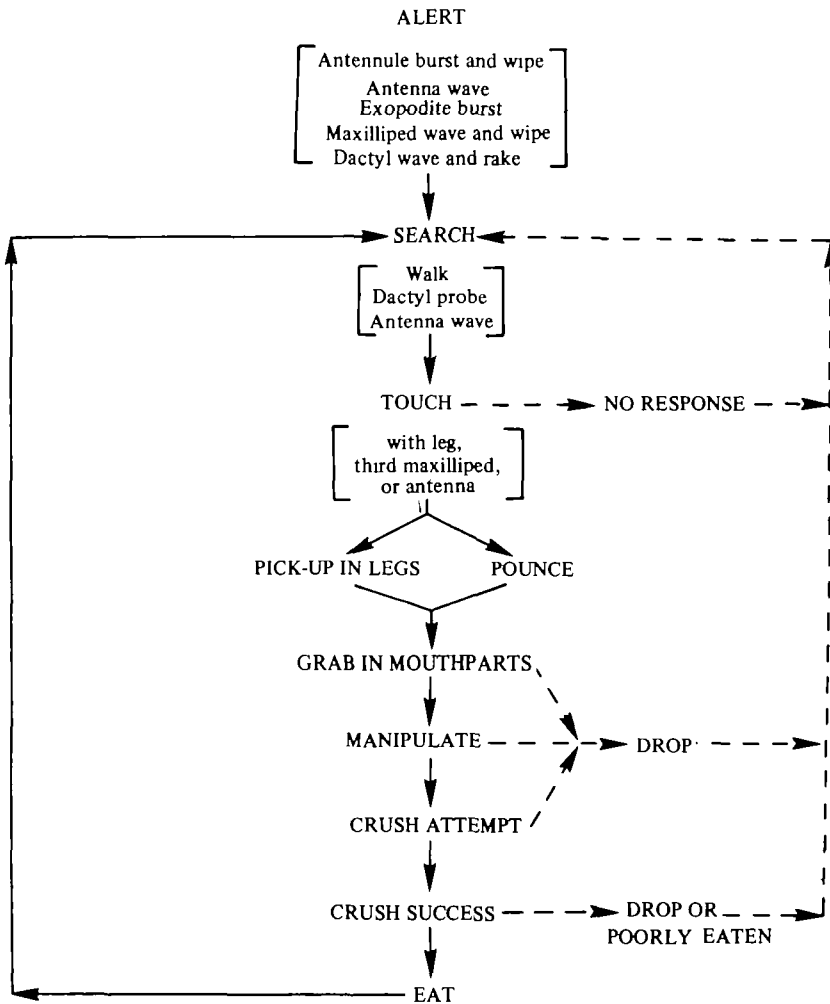 ALERT
Antennule burst and wipe
Antenna wave
Exopodite burst
Maxilliped wave and wipe
Dactyl wave and rake
SEARCH
Walk
Dactyl probe
Antenna wave
TOUCH
NO RESPONSE
with leg,
third maxilliped,
or antenna
PICK-UP IN LEGS
POUNCE
GRAB IN MOUTHPARTS
MANIPULATE
DROP
CRUSH ATTEMPT
CRUSH SUCCESS
DROP OR
POORLY EATEN
EAT